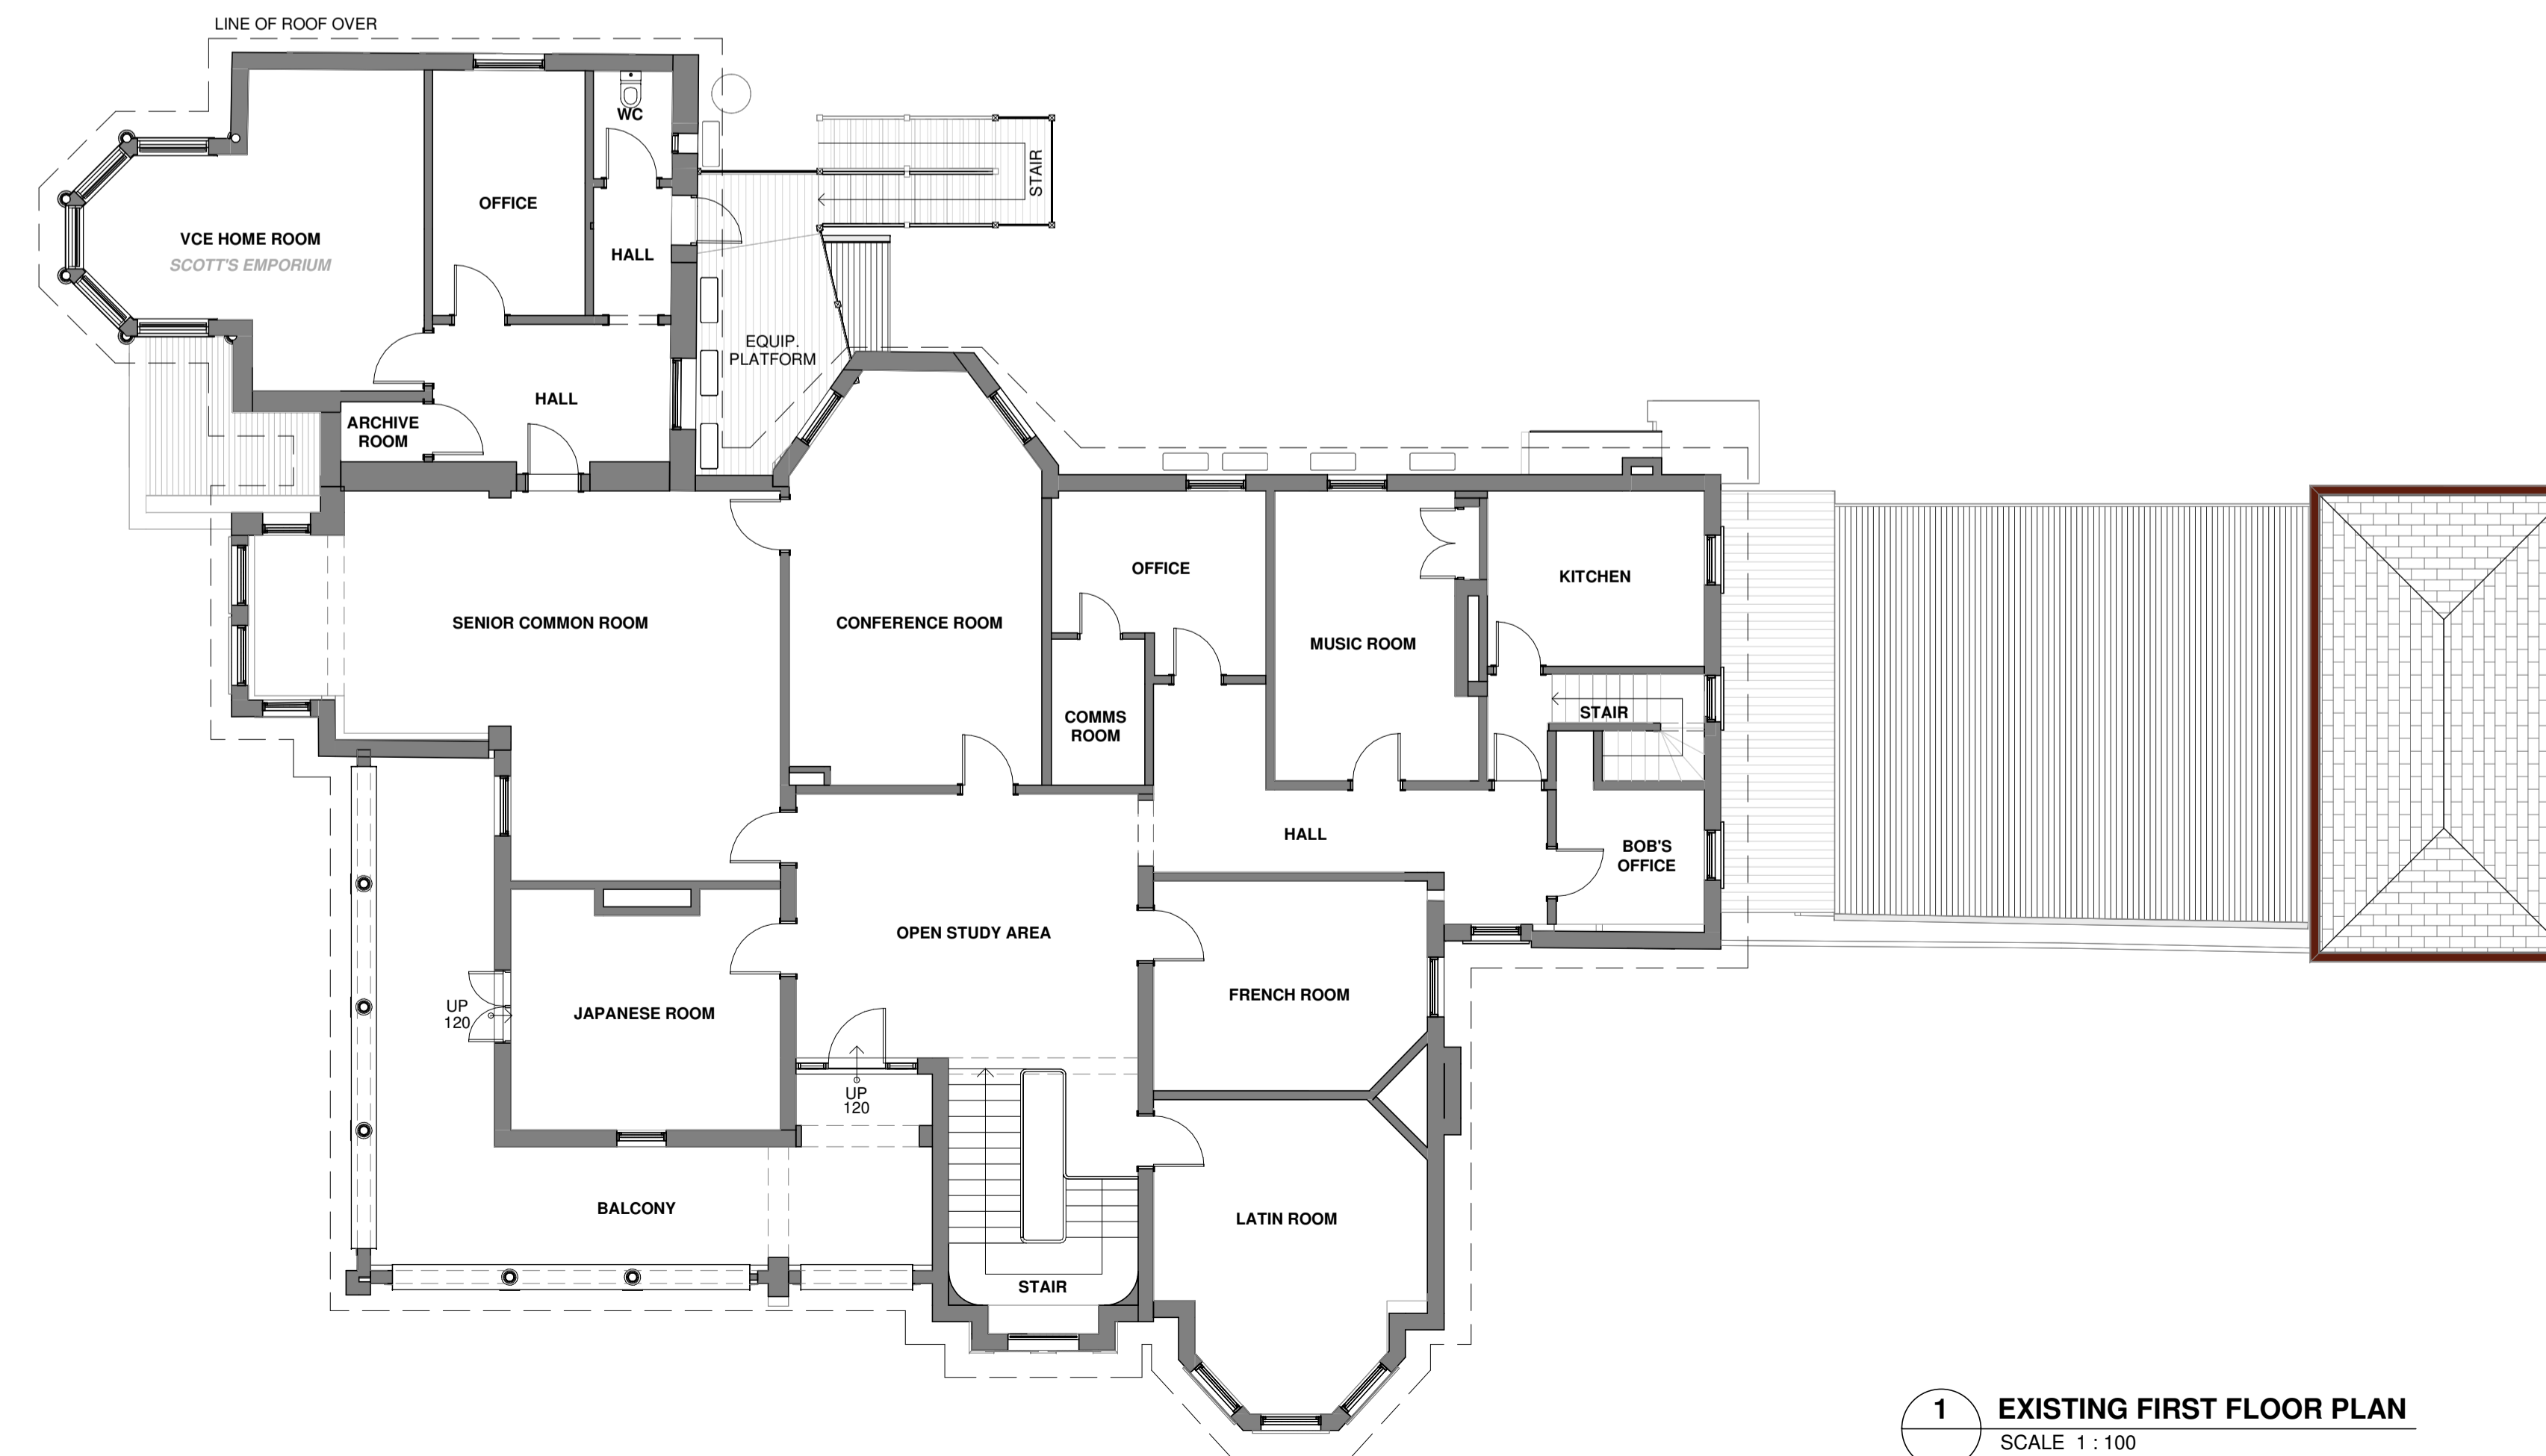 LINE OF ROOF OVER
WC
STAIR
OFFICE
VCE HOME ROOM
SCOTT'S EMPORIUM
HALL
EQUIP.
PLATFORM
HALL
ARCHIVE
ROOM
OFFICE
KITCHEN
SENIOR COMMON ROOM
CONFERENCE ROOM
MUSIC ROOM
COMMS
ROOM
STAIR
HALL
BOB'S
OFFICE
OPEN STUDY AREA
FRENCH ROOM
UP
120
JAPANESE ROOM
UP
120
BALCONY
LATIN ROOM
STAIR
1
EXISTING FIRST FLOOR PLAN
SCALE 1 : 100